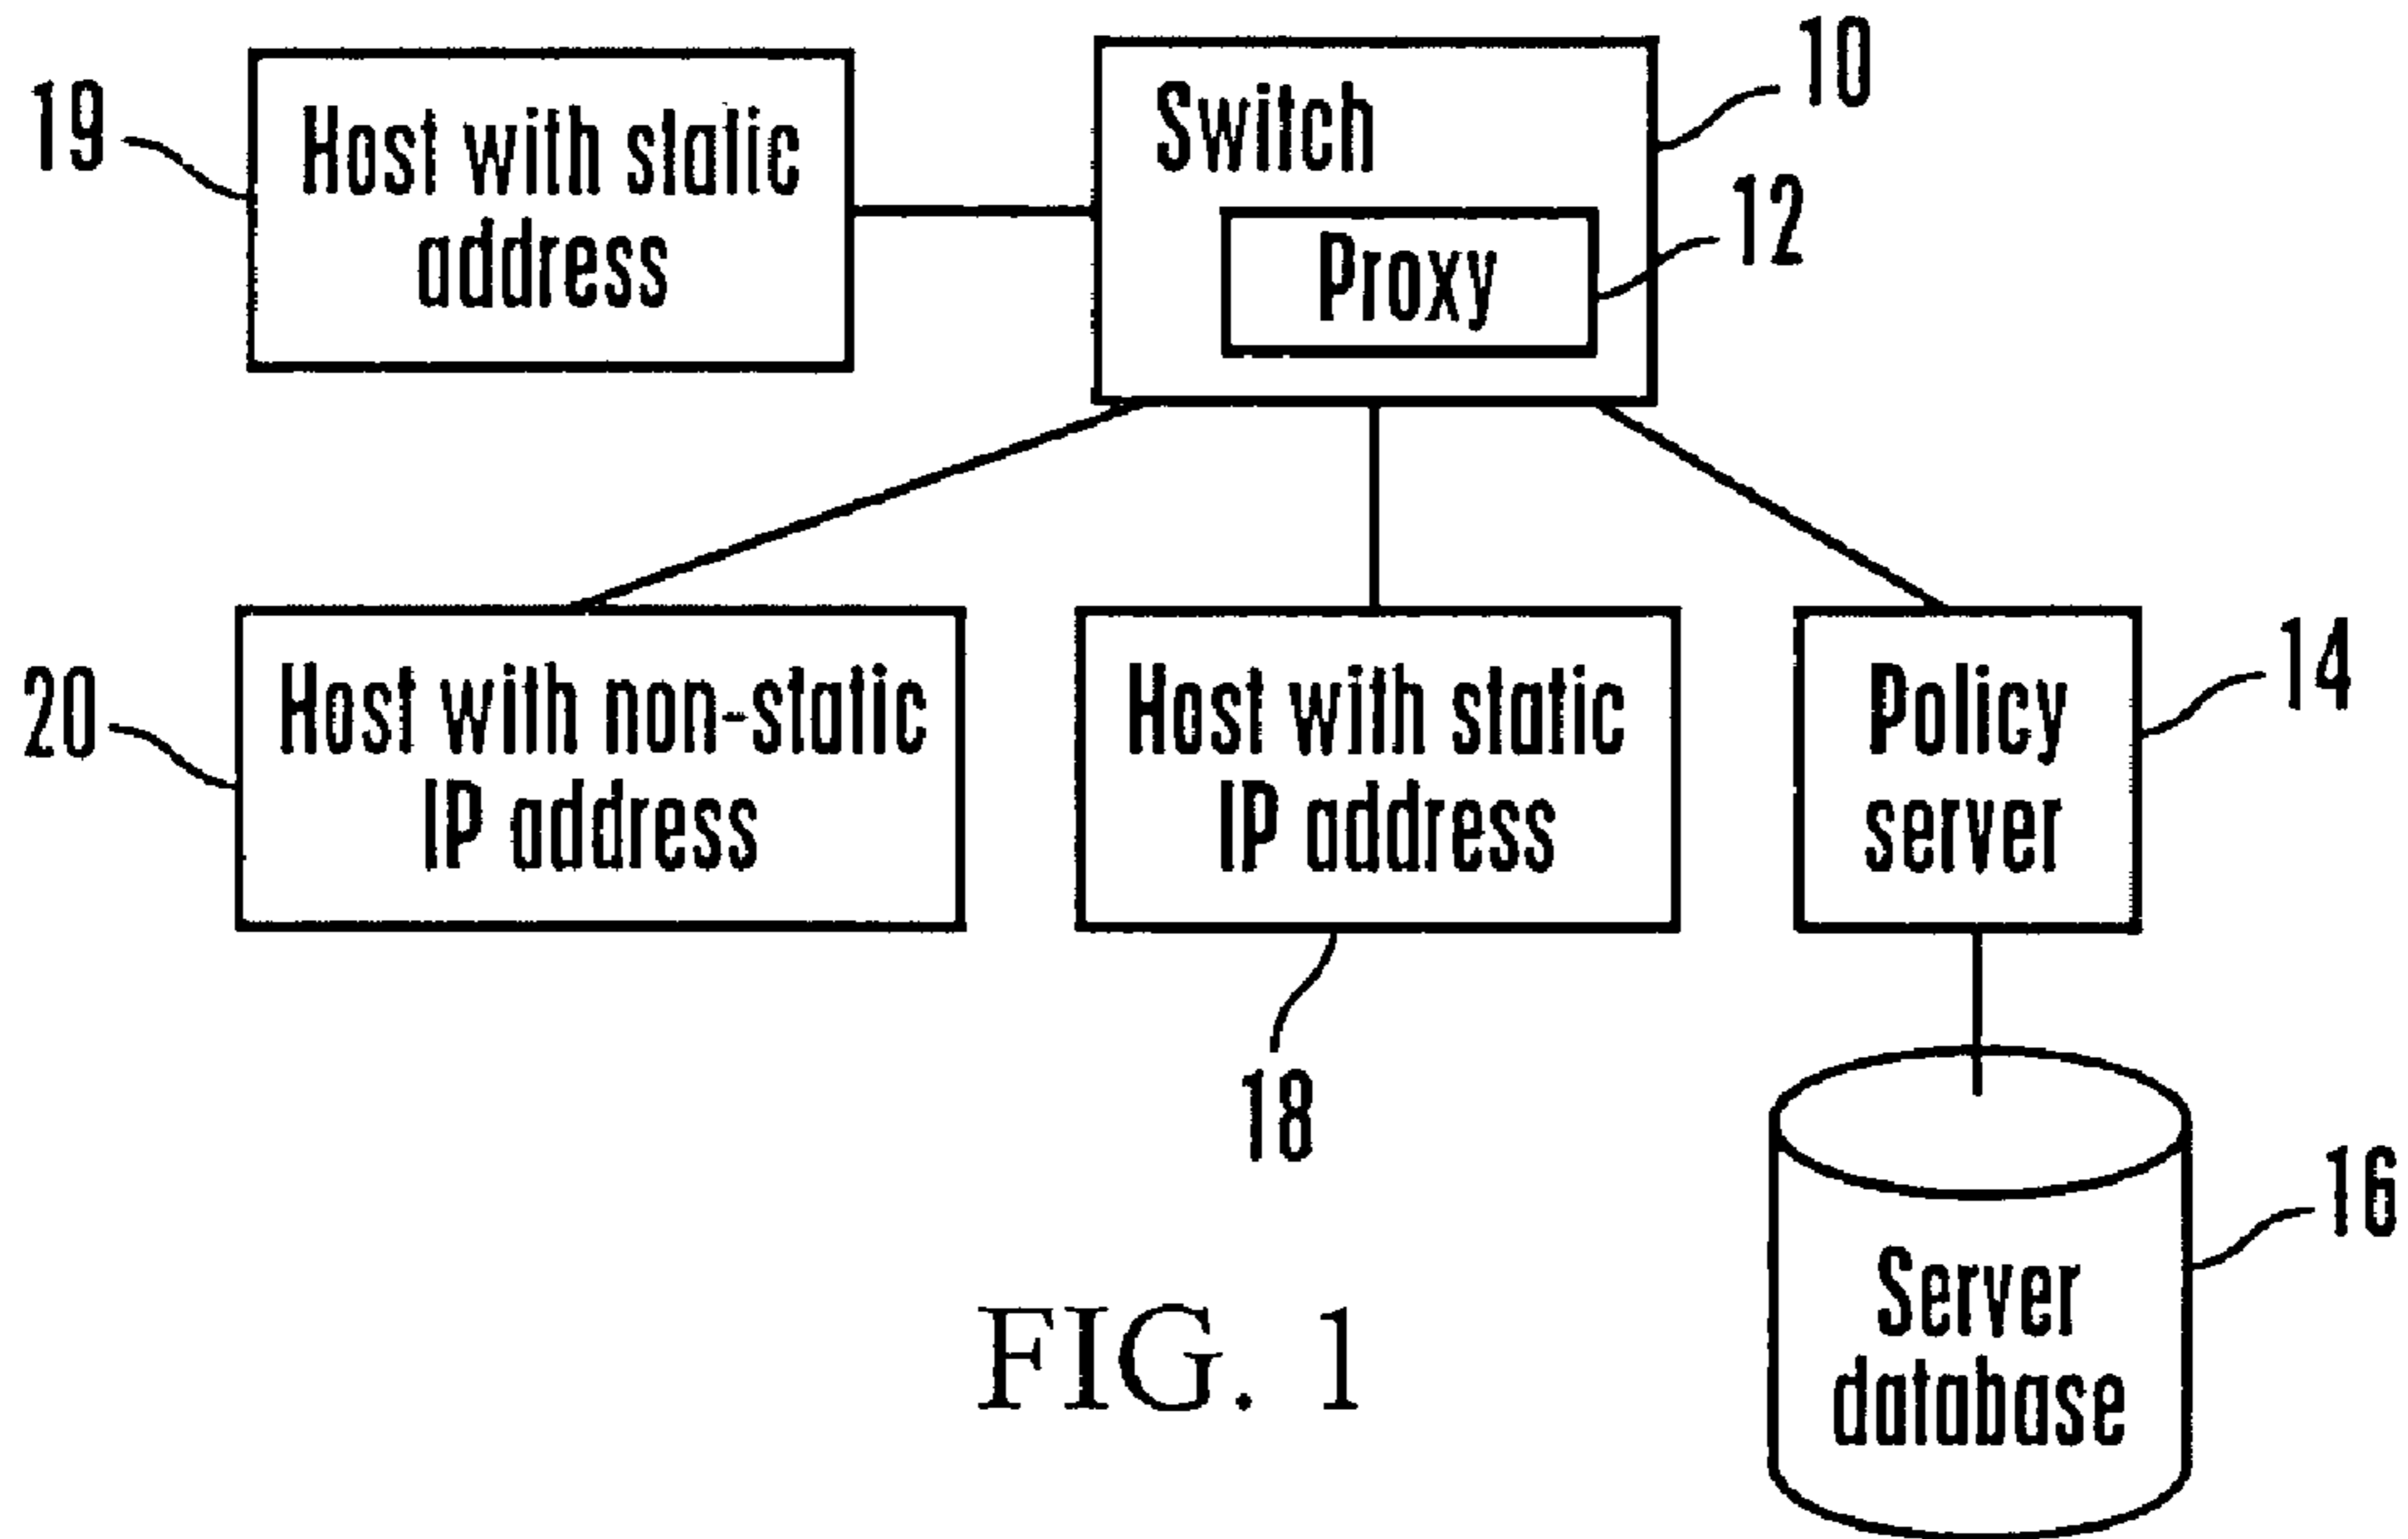 19
Host with static
address
Switch
10
Proxy
12
20
Host with non-static
IP address
Host with static
IP address
18
Policy
server
14
Server
database
16
FIG. 1